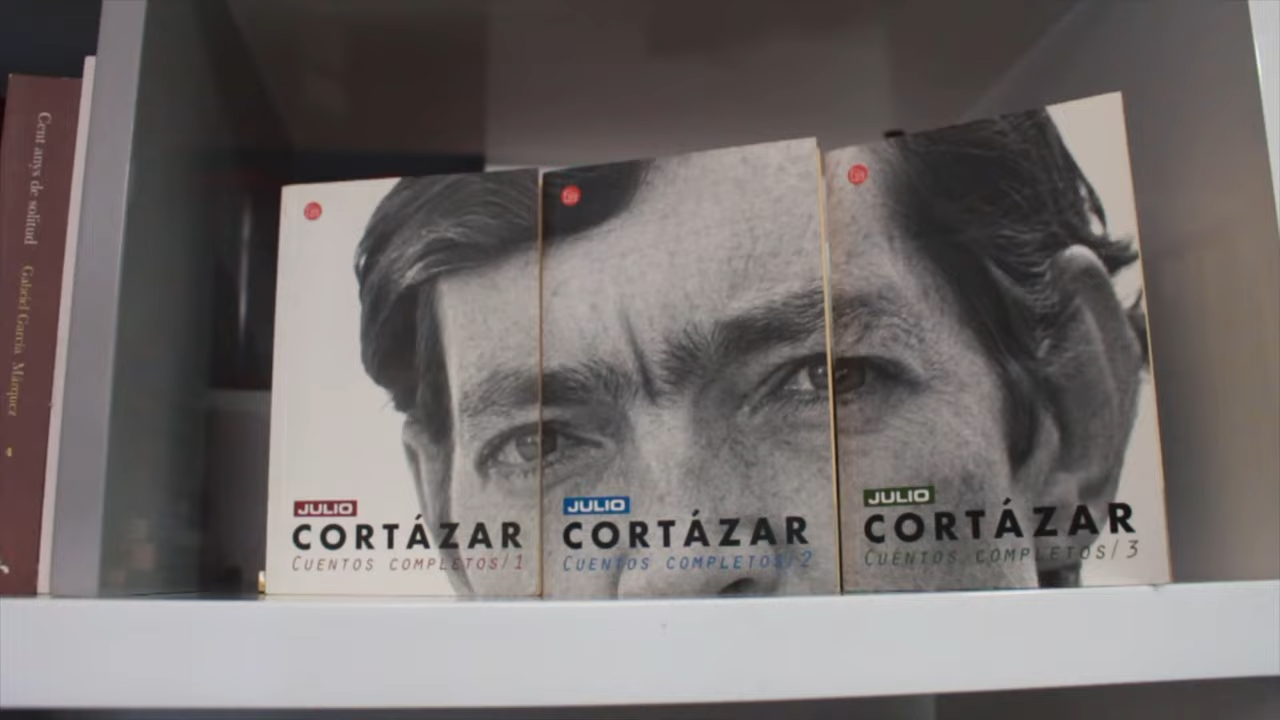 Cent anys de solitud Gabriel García Márquez 4
JULIO
CORTÁZAR
CUENTOS COMPLETOS/1
JULIO
CORTÁZAR
CUENTOS COMPLETOS/2
JULIO
CORTÁZAR
CUENTOS COMPLETOS/3